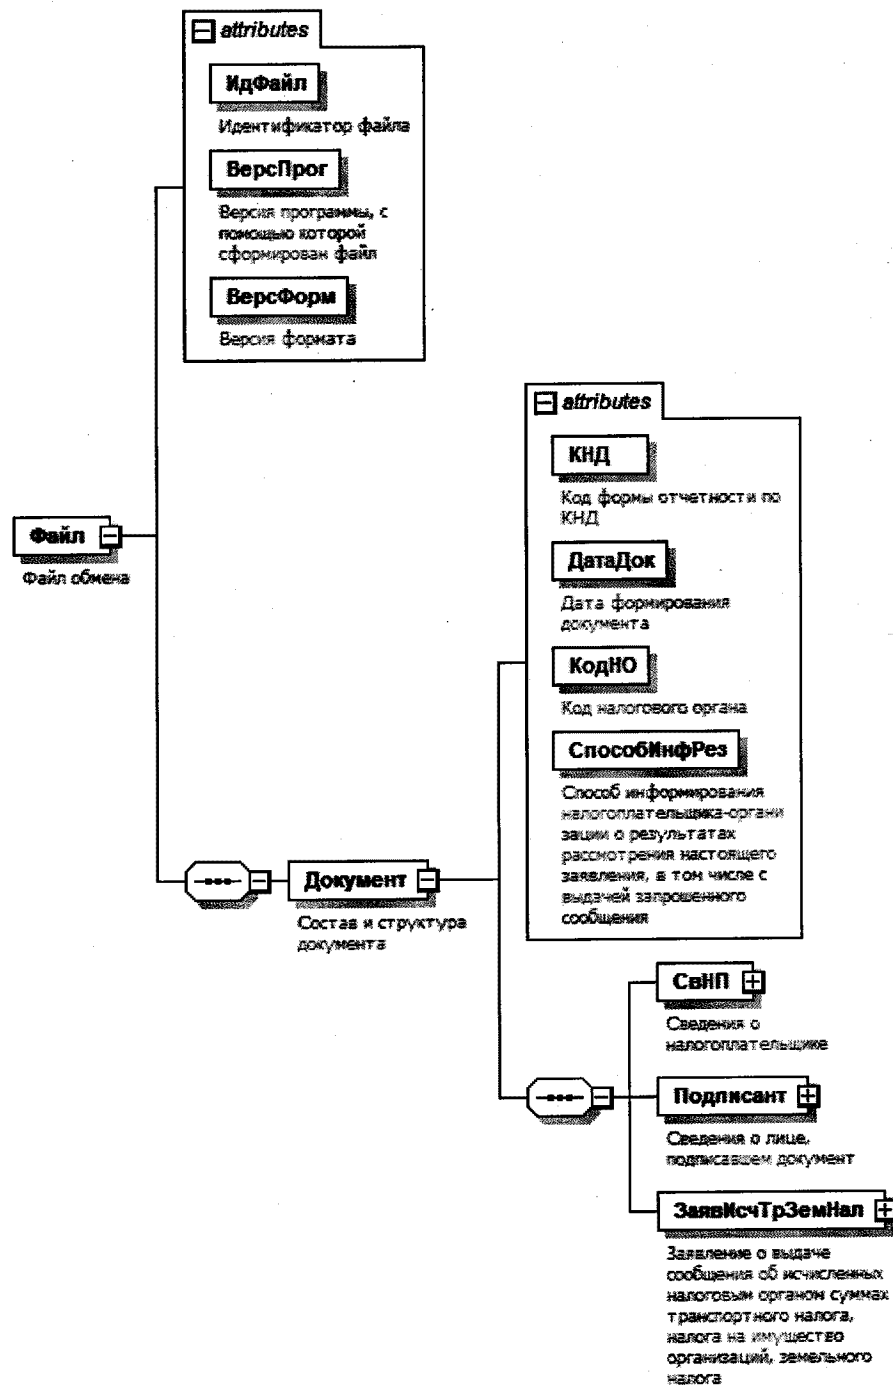 attributes
ИдФайл
Идентификатор файла
ВерсПрог
Версия программы, с
помощью которой
сформирован файл
ВерсФорм
Версия формата
Файл
Файл обмена
Документ
Состав и структура
документа
attributes
КНД
Код формы отчетности по
КНД
ДатаДок
Дата формирования
документа
КодНО
Код налогового органа
СпособИнфРез
Способ информирования
налогоплательщика-органи
зации о результатах
рассмотрения настоящего
заявления, в том числе с
выдачей запрошенного
сообщения
СвНП
Сведения о
налогоплательщике
Подписант
Сведения о лице,
подписавшем документ
ЗаявИсчТрЗемНал
Заявление о выдаче
сообщения об исчисленных
налоговым органом суммах
транспортного налога,
налога на имущество
организаций, земельного
налога